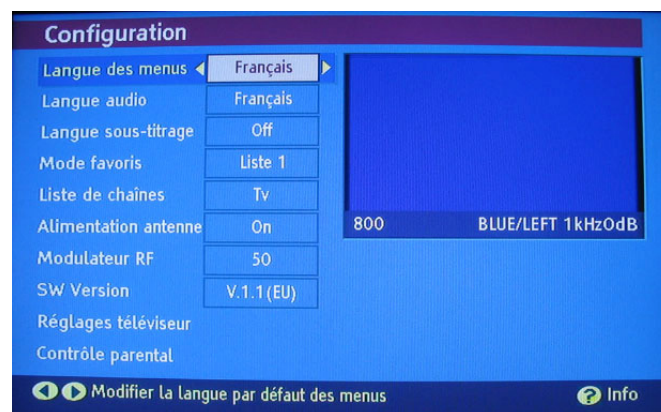 Configuration
Langue des menus Français
Langue audio Français
Langue sous-titrage Off
Mode favoris Liste 1
Liste de chaînes Tv
Alimentation antenne On
Modulateur RF 50
SW Version V.1.1(EU)
Réglages téléviseur
Contrôle parental
800 BLUE/LEFT 1kHz0dB
Modifier la langue par défaut des menus
? Info